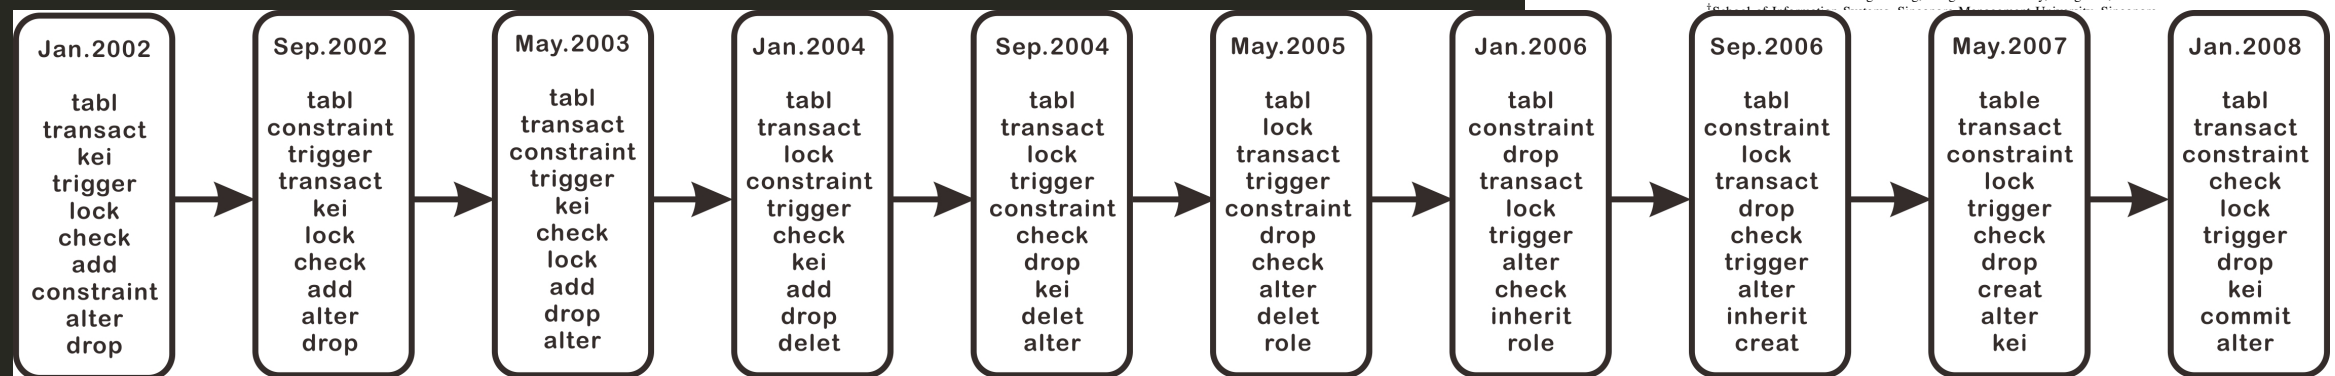 Jan.2002
tabl
transact
kei
trigger
lock
check
add
constraint
alter
drop
Sep.2002
tabl
constraint
trigger
transact
kei
lock
check
add
alter
drop
May.2003
tabl
transact
constraint
trigger
kei
check
lock
add
drop
alter
Jan.2004
tabl
transact
lock
constraint
trigger
check
kei
add
drop
delet
Sep.2004
tabl
transact
lock
trigger
constraint
check
drop
kei
delet
alter
May.2005
tabl
lock
transact
trigger
constraint
drop
check
alter
delet
role
Jan.2006
tabl
constraint
drop
transact
lock
trigger
alter
check
inherit
role
Sep.2006
tabl
constraint
lock
transact
drop
check
trigger
alter
inherit
creat
May.2007
table
transact
constraint
lock
trigger
check
drop
creat
alter
kei
Jan.2008
tabl
transact
constraint
check
lock
trigger
drop
kei
commit
alter